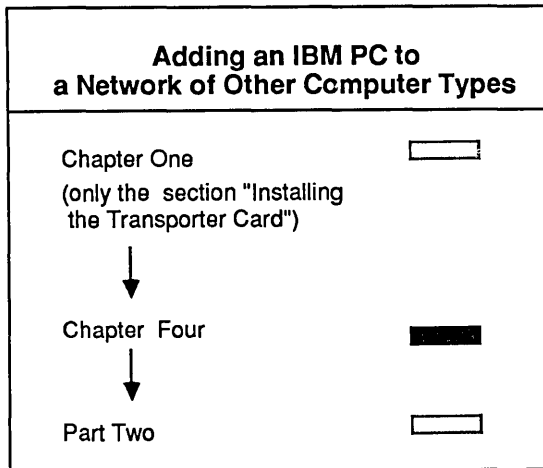 Adding an IBM PC to
a Network of Other Computer Types
Chapter One
(only the section "Installing
the Transporter Card")
Chapter Four
Part Two